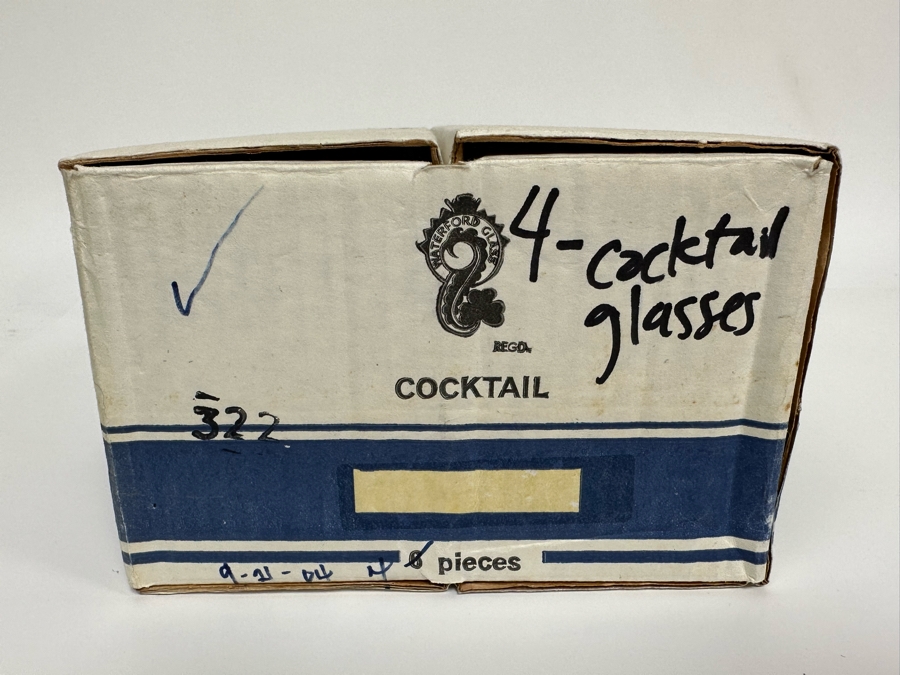 WATERFORD GLASS
4-cocktail
glasses
REGD.
COCKTAIL
322
9-21-04 4 6 pieces